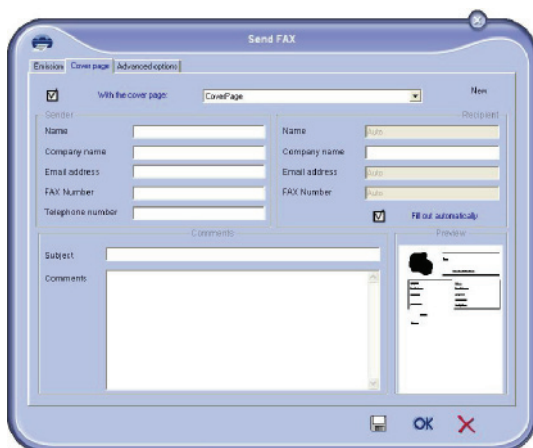 Send FAX
Emission Cover page Advanced options
With the cover page: CoverPage New
Sender
Name
Company name
Email address
FAX Number
Telephone number
Recipient
Name Auto
Company name
Email address Auto
FAX Number Auto
Fill out automatically
Comments
Subject
Comments
Preview
OK